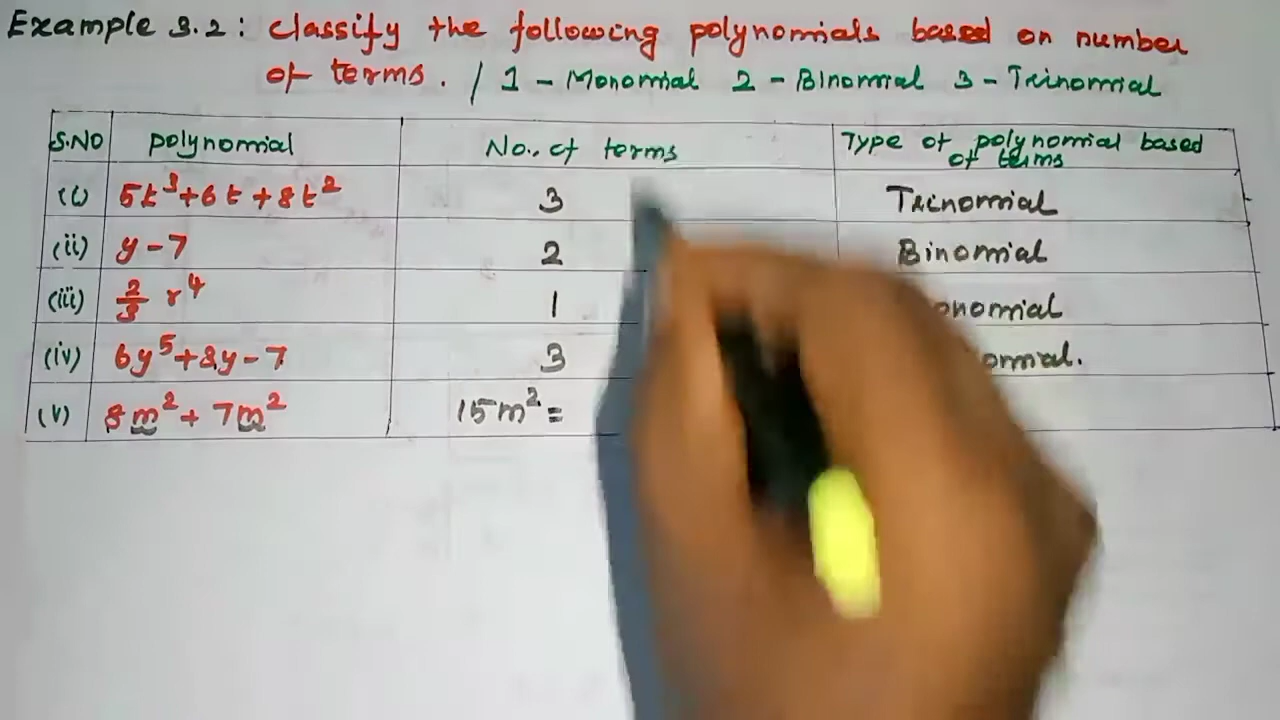 Example 3.2 : Classify the following polynomials based on number
of terms. / 1 - Monomial 2 - Binomial 3 - Trinomial
S.NO polynomial No. of terms Type of polynomial based
of terms
(i) 5t³+6t+8t² 3 Trinomial
(ii) y-7 2 Binomial
(iii) 2/3 r⁴ 1
(iv) 6y⁵+8y-7 3
(v) 8m²+7m² 15m²=